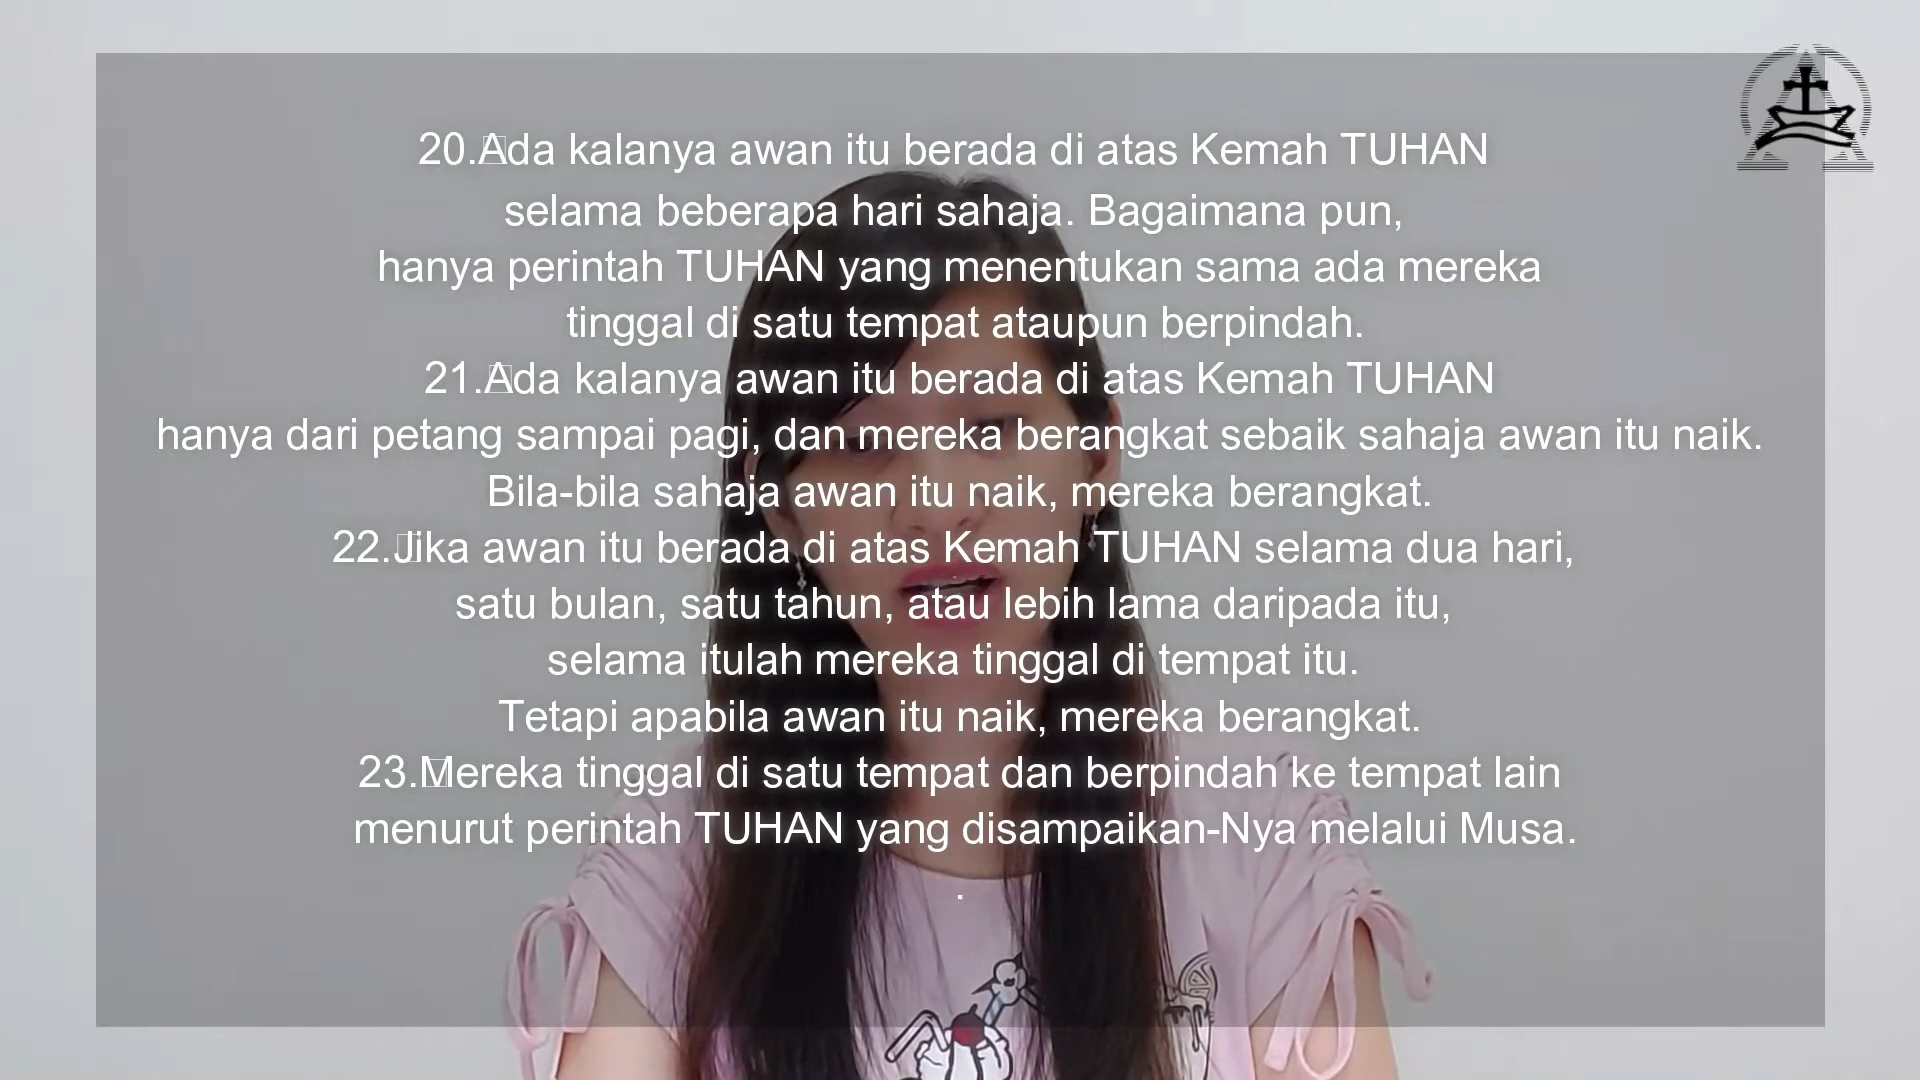 20.Ada kalanya awan itu berada di atas Kemah TUHAN
selama beberapa hari sahaja. Bagaimana pun,
hanya perintah TUHAN yang menentukan sama ada mereka
tinggal di satu tempat ataupun berpindah.
21.Ada kalanya awan itu berada di atas Kemah TUHAN
hanya dari petang sampai pagi, dan mereka berangkat sebaik sahaja awan itu naik.
Bila-bila sahaja awan itu naik, mereka berangkat.
22.Jika awan itu berada di atas Kemah TUHAN selama dua hari,
satu bulan, satu tahun, atau lebih lama daripada itu,
selama itulah mereka tinggal di tempat itu.
Tetapi apabila awan itu naik, mereka berangkat.
23.Mereka tinggal di satu tempat dan berpindah ke tempat lain
menurut perintah TUHAN yang disampaikan-Nya melalui Musa.
.